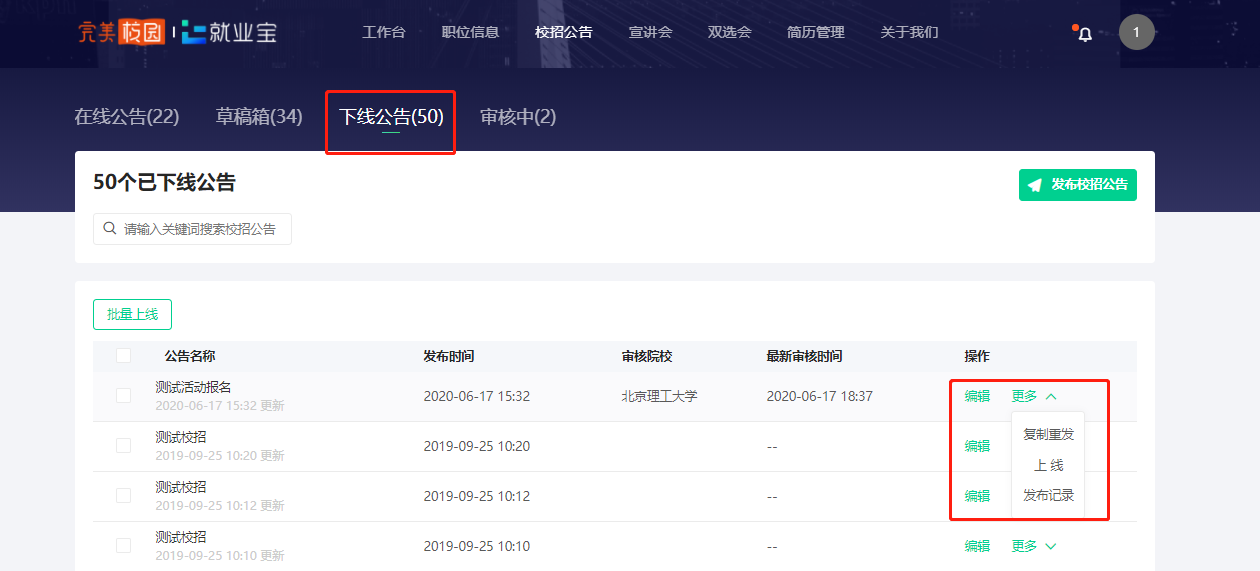 完美校园 就业宝 工作台 职位信息 校招公告 宣讲会 双选会 简历管理 关于我们 1
在线公告(22) 草稿箱(34) 下线公告(50) 审核中(2)
50个已下线公告
发布校招公告
请输入关键词搜索校招公告
批量上线
公告名称 发布时间 审核院校 最新审核时间 操作
测试活动报名
2020-06-17 15:32 更新
2020-06-17 15:32 北京理工大学 2020-06-17 18:37 编辑 更多
复制重发
上 线
发布记录
测试校招
2019-09-25 10:20 更新
2019-09-25 10:20 -- 编辑
测试校招
2019-09-25 10:12 更新
2019-09-25 10:12 -- 编辑
测试校招
2019-09-25 10:10 更新
2019-09-25 10:10 -- 编辑 更多